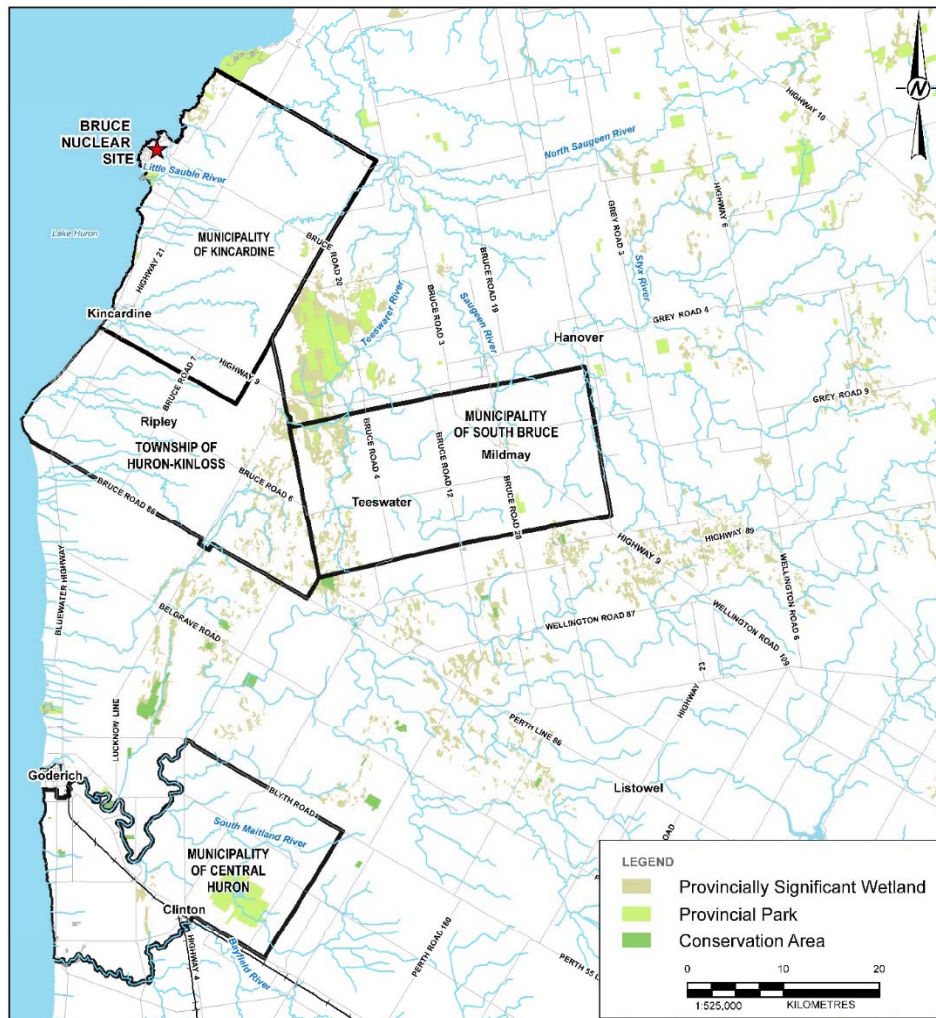 HIGHWAY 10
N
BRUCE
NUCLEAR
SITE
Little Sauble River
North Saugeen River
HIGHWAY 6
GREY ROAD 3
Styx River
Lake Huron
MUNICIPALITY
OF KINCARDINE
HIGHWAY 21
BRUCE ROAD 20
BRUCE ROAD 19
Teeswater River
BRUCE ROAD 3
Saugeen River
Kincardine
GREY ROAD 4
Hanover
HIGHWAY 9
BRUCE ROAD 7
GREY ROAD 9
Ripley
MUNICIPALITY
OF SOUTH BRUCE
Mildmay
TOWNSHIP OF
HURON-KINLOSS
BRUCE ROAD 4
BRUCE ROAD 12
BRUCE ROAD 6
BRUCE ROAD 86
Teeswater
BRUCE ROAD 28
HIGHWAY 9
HIGHWAY 89
BLUEWATER HIGHWAY
BELGRAVE ROAD
WELLINGTON ROAD 87
WELLINGTON ROAD 6
WELLINGTON ROAD 109
HIGHWAY
23
LUCKNOW LINE
PERTH LINE 86
Goderich
BLYTH ROAD
Listowel
South Maitland River
MUNICIPALITY
OF CENTRAL
HURON
Clinton
HIGHWAY 4
Bayfield River
PERTH ROAD 180
ROAD
PERTH 55 L
LEGEND
Provincially Significant Wetland
Provincial Park
Conservation Area
0 10 20
1:525,000 KILOMETRES